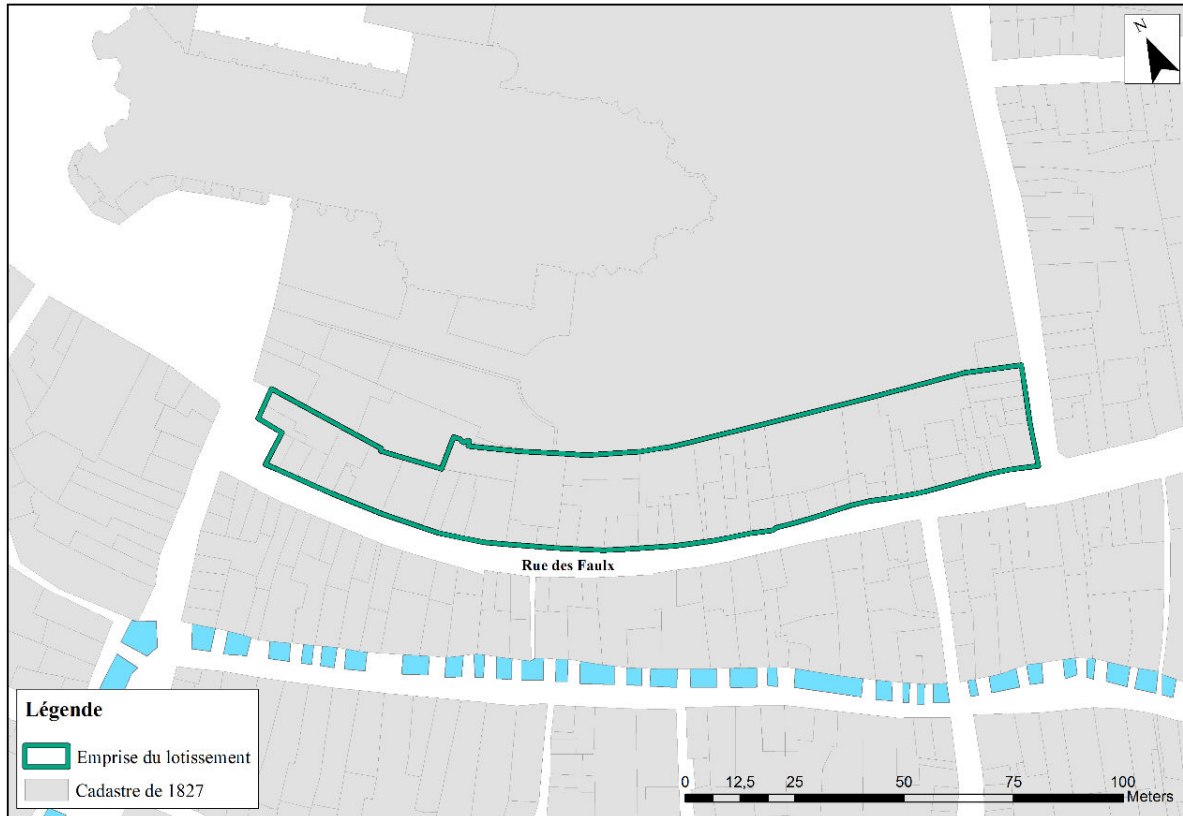 N
Rue des Faulx
Légende
Emprise du lotissement
Cadastre de 1827
0 12,5 25 50 75 100
Meters